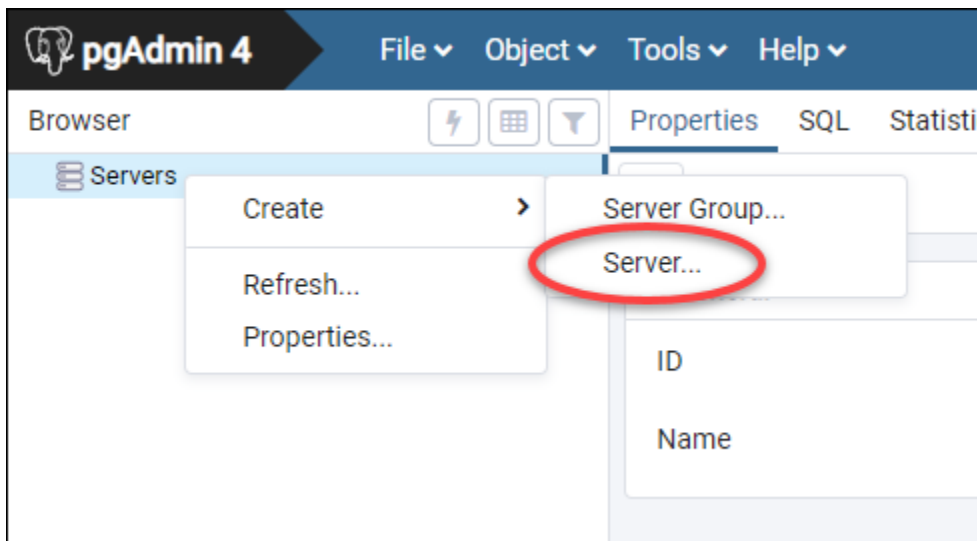 pgAdmin 4 File Object Tools Help
Browser Properties SQL Statisti
Servers
Create Server Group...
Server...
Refresh...
Properties...
ID
Name